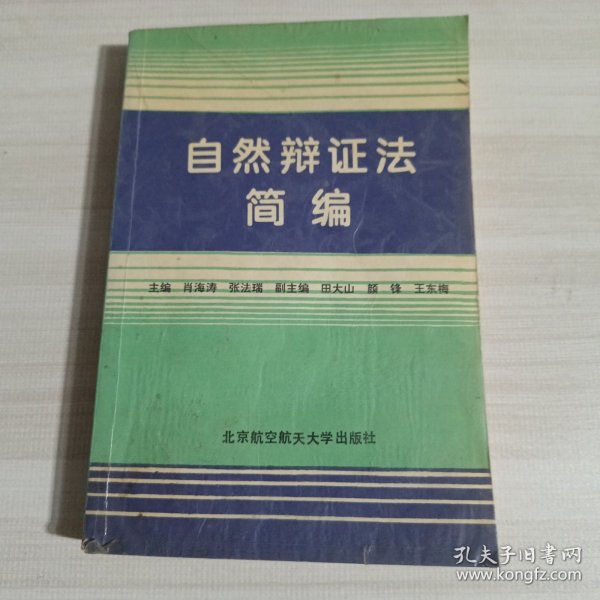 自然辩证法
简编
主编 肖海涛 张法瑞 副主编 田大山 颜锋 王东梅
北京航空航天大学出版社
孔夫子旧书网
www.kongfz.com